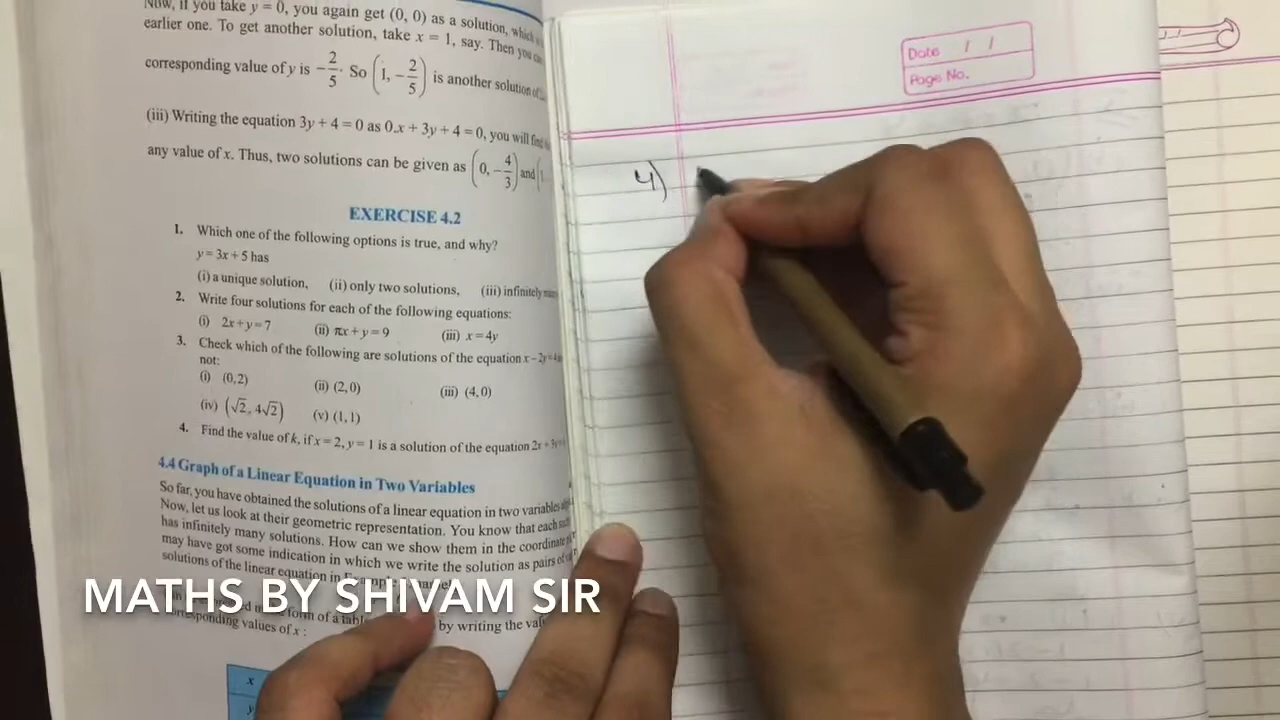 Now, if you take y = 0, you again get (0, 0) as a solution, which
earlier one. To get another solution, take x = 1, say. Then you
corresponding value of y is −2/5. So (1, −2/5) is another solution of
(iii) Writing the equation 3y + 4 = 0 as 0.x + 3y + 4 = 0, you will find
any value of x. Thus, two solutions can be given as (0, −4/3) and (1
EXERCISE 4.2
1. Which one of the following options is true, and why?
y = 3x + 5 has
(i) a unique solution, (ii) only two solutions, (iii) infinitely
2. Write four solutions for each of the following equations:
(i) 2x + y = 7 (ii) πx + y = 9 (iii) x = 4y
3. Check which of the following are solutions of the equation x − 2y = 4
not:
(i) (0, 2) (ii) (2, 0) (iii) (4, 0)
(iv) (√2, 4√2) (v) (1, 1)
4. Find the value of k, if x = 2, y = 1 is a solution of the equation 2x + 3y
4.4 Graph of a Linear Equation in Two Variables
So far, you have obtained the solutions of a linear equation in two variables
Now, let us look at their geometric representation. You know that each
has infinitely many solutions. How can we show them in the coordinate
may have got some indication in which we write the solution as pairs of
solutions of the linear equation in
form of a by writing the
corresponding values of x :
x
y
Date / /
Page No.
4)
MATHS BY SHIVAM SIR